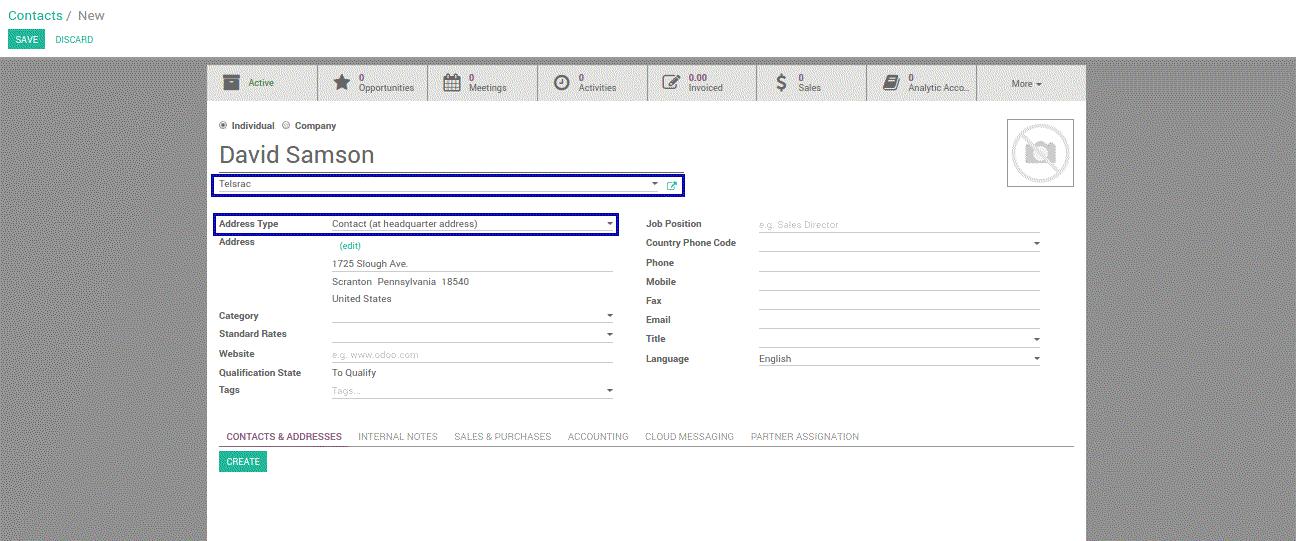 Contacts / New
SAVE DISCARD
Active
0 Opportunities
0 Meetings
0 Activities
0.00 Invoiced
0 Sales
0 Analytic Acco...
More
Individual Company
David Samson
Telsrac
Address Type Contact (at headquarter address)
Address (edit)
1725 Slough Ave.
Scranton Pennsylvania 18540
United States
Category
Standard Rates
Website e.g. www.odoo.com
Qualification State To Qualify
Tags Tags...
Job Position e.g. Sales Director
Country Phone Code
Phone
Mobile
Fax
Email
Title
Language English
CONTACTS & ADDRESSES INTERNAL NOTES SALES & PURCHASES ACCOUNTING CLOUD MESSAGING PARTNER ASSIGNATION
CREATE